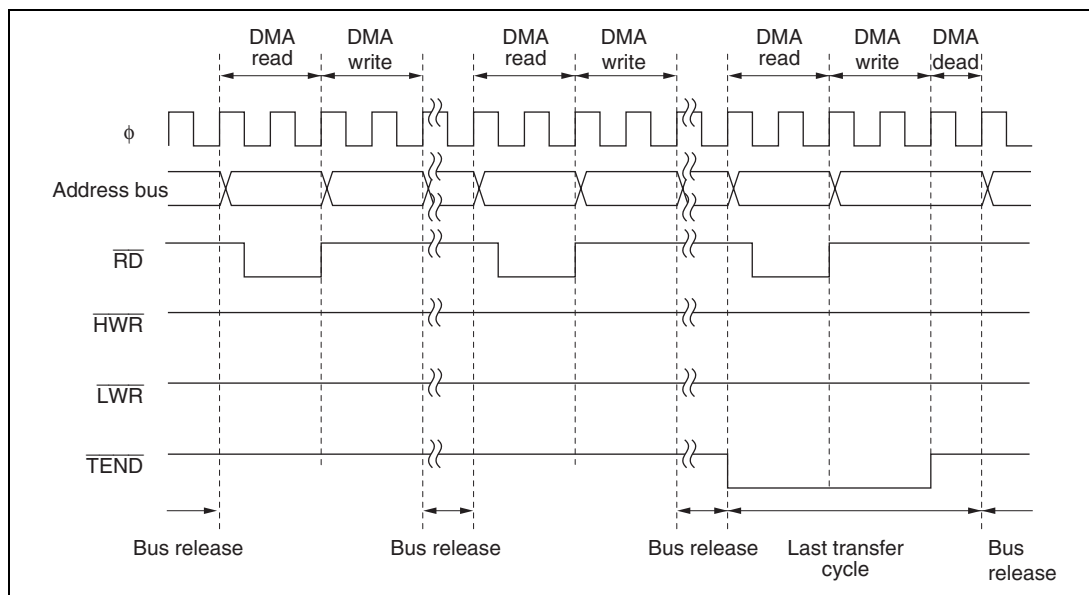 DMA read
DMA write
DMA read
DMA write
DMA read
DMA write
DMA dead
ϕ
Address bus
RD
HWR
LWR
TEND
Bus release
Bus release
Bus release
Last transfer cycle
Bus release